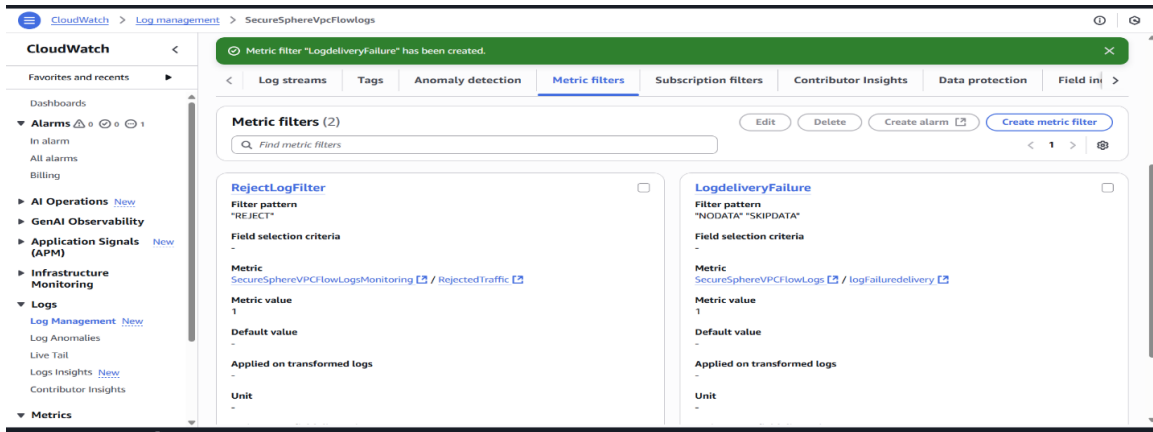 CloudWatch > Log management > SecureSphereVpcFlowlogs
CloudWatch
Favorites and recents
Dashboards
Alarms 0 0 1
In alarm
All alarms
Billing
AI Operations New
GenAI Observability
Application Signals New
(APM)
Infrastructure
Monitoring
Logs
Log Management New
Log Anomalies
Live Tail
Logs Insights New
Contributor Insights
Metrics
Metric filter "LogdeliveryFailure" has been created.
Log streams Tags Anomaly detection Metric filters Subscription filters Contributor Insights Data protection Field in
Metric filters (2)
Edit Delete Create alarm Create metric filter
Find metric filters
< 1 >
RejectLogFilter
Filter pattern
"REJECT"
Field selection criteria
-
Metric
SecureSphereVPCFlowLogsMonitoring / RejectedTraffic
Metric value
1
Default value
-
Applied on transformed logs
-
Unit
-
LogdeliveryFailure
Filter pattern
"NODATA" "SKIPDATA"
Field selection criteria
-
Metric
SecureSphereVPCFlowLogs / logFailuredelivery
Metric value
1
Default value
-
Applied on transformed logs
-
Unit
-